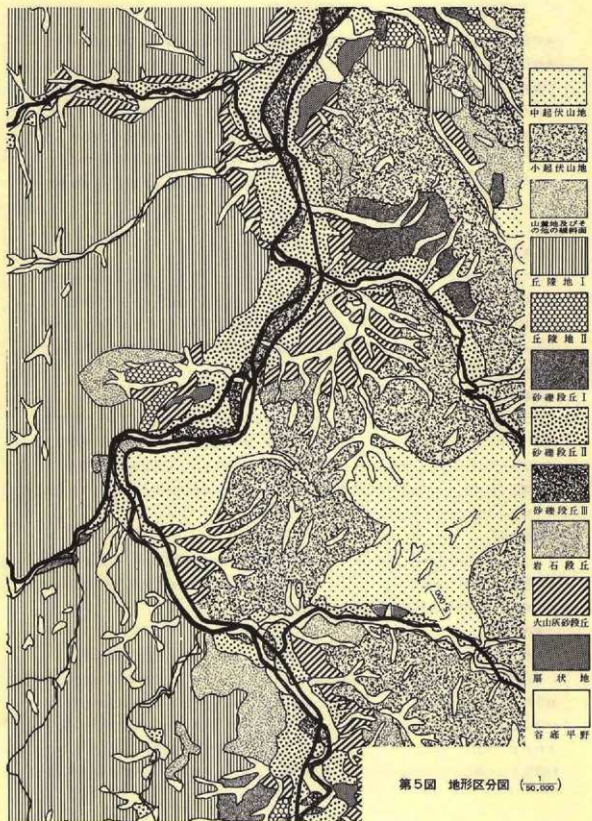 中起伏山地
小起伏山地
山麓地及びそ
の他の緩斜面
丘陵地Ⅰ
丘陵地Ⅱ
砂礫段丘Ⅰ
砂礫段丘Ⅱ
砂礫段丘Ⅲ
岩石段丘
火山灰砂段丘
扇状地
谷底平野
第5図 地形区分図 (1/50,000)